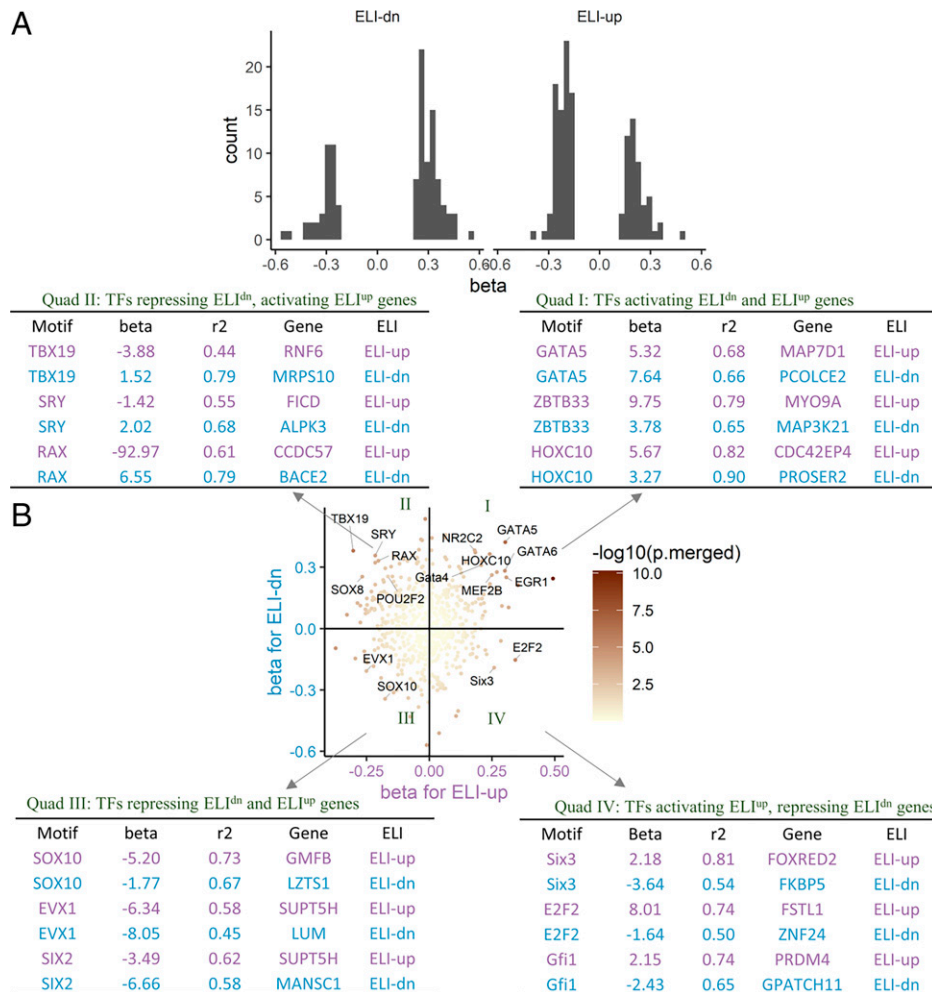 A
ELI-dn
ELI-up
count
20
15
10
5
0
-0.6 -0.3 0.0 0.3 0.6 -0.6 -0.3 0.0 0.3 0.6
beta
Quad II: TFs repressing ELIdn, activating ELIup genes
Motif beta r2 Gene ELI
TBX19 -3.88 0.44 RNF6 ELI-up
TBX19 1.52 0.79 MRPS10 ELI-dn
SRY -1.42 0.55 FICD ELI-up
SRY 2.02 0.68 ALPK3 ELI-dn
RAX -92.97 0.61 CCDC57 ELI-up
RAX 6.55 0.79 BACE2 ELI-dn
Quad I: TFs activating ELIdn and ELIup genes
Motif beta r2 Gene ELI
GATA5 5.32 0.68 MAP7D1 ELI-up
GATA5 7.64 0.66 PCOLCE2 ELI-dn
ZBTB33 9.75 0.79 MYO9A ELI-up
ZBTB33 3.78 0.65 MAP3K21 ELI-dn
HOXC10 5.67 0.82 CDC42EP4 ELI-up
HOXC10 3.27 0.90 PROSER2 ELI-dn
B
II
I
TBX19
SRY
RAX
SOX8
POU2F2
NR2C2
GATA5
HOXC10
GATA6
Gata4
MEF2B
EGR1
EVX1
SOX10
E2F2
Six3
III
IV
beta for ELI-dn
0.3
0.0
-0.3
-0.6
-0.25 0.00 0.25 0.50
beta for ELI-up
-log10(p.merged)
10.0
7.5
5.0
2.5
Quad III: TFs repressing ELIdn and ELIup genes
Motif beta r2 Gene ELI
SOX10 -5.20 0.73 GMFB ELI-up
SOX10 -1.77 0.67 LZTS1 ELI-dn
EVX1 -6.34 0.58 SUPT5H ELI-up
EVX1 -8.05 0.45 LUM ELI-dn
SIX2 -3.49 0.62 SUPT5H ELI-up
SIX2 -6.66 0.58 MANSC1 ELI-dn
Quad IV: TFs activating ELIup, repressing ELIdn genes
Motif Beta r2 Gene ELI
Six3 2.18 0.81 FOXRED2 ELI-up
Six3 -3.64 0.54 FKBP5 ELI-dn
E2F2 8.01 0.74 FSTL1 ELI-up
E2F2 -1.64 0.50 ZNF24 ELI-dn
Gfi1 2.15 0.74 PRDM4 ELI-up
Gfi1 -2.43 0.65 GPATCH11 ELI-dn